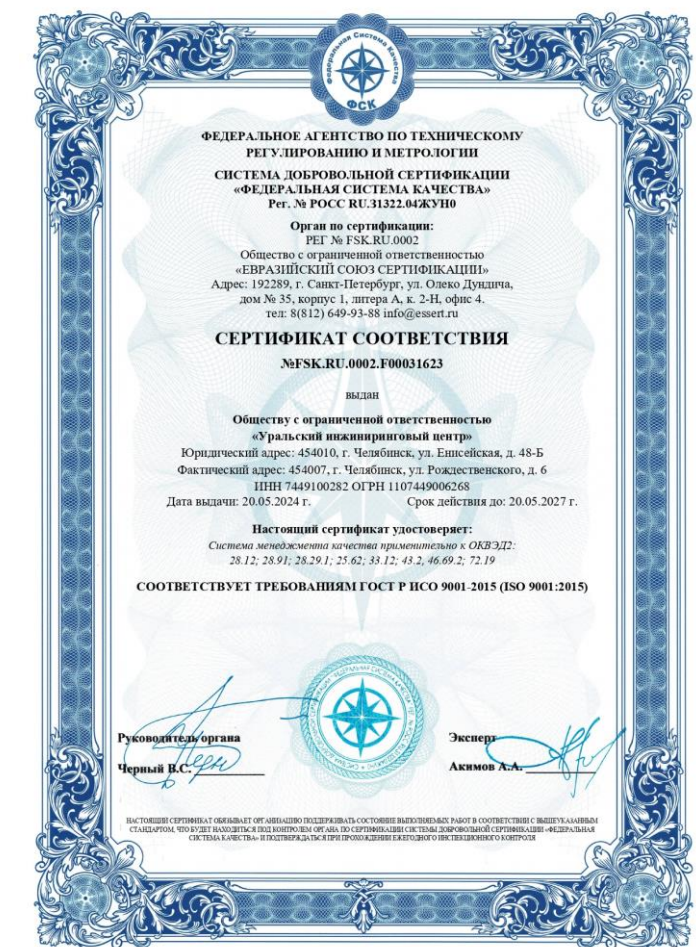 Федеральная Система Качества
ФСК
ФЕДЕРАЛЬНОЕ АГЕНТСТВО ПО ТЕХНИЧЕСКОМУ
РЕГУЛИРОВАНИЮ И МЕТРОЛОГИИ
СИСТЕМА ДОБРОВОЛЬНОЙ СЕРТИФИКАЦИИ
«ФЕДЕРАЛЬНАЯ СИСТЕМА КАЧЕСТВА»
Рег. № РОСС RU.31322.04ЖУН0
Орган по сертификации:
РЕГ № FSK.RU.0002
Общество с ограниченной ответственностью
«ЕВРАЗИЙСКИЙ СОЮЗ СЕРТИФИКАЦИИ»
Адрес: 192289, г. Санкт-Петербург, ул. Олеко Дундича,
дом № 35, корпус 1, литера А, к. 2-Н, офис 4.
тел: 8(812) 649-93-88 info@essert.ru
СЕРТИФИКАТ СООТВЕТСТВИЯ
№FSK.RU.0002.F00031623
выдан
Обществу с ограниченной ответственностью
«Уральский инжиниринговый центр»
Юридический адрес: 454010, г. Челябинск, ул. Енисейская, д. 48-Б
Фактический адрес: 454007, г. Челябинск, ул. Рождественского, д. 6
ИНН 7449100282 ОГРН 1107449006268
Дата выдачи: 20.05.2024 г. Срок действия до: 20.05.2027 г.
Настоящий сертификат удостоверяет:
Система менеджмента качества применительно к ОКВЭД2:
28.12; 28.91; 28.29.1; 25.62; 33.12; 43.2, 46.69.2; 72.19
СООТВЕТСТВУЕТ ТРЕБОВАНИЯМ ГОСТ Р ИСО 9001-2015 (ISO 9001:2015)
Руководитель органа Эксперт
Черный В.С. Акимов А.А.
НАСТОЯЩИЙ СЕРТИФИКАТ ОБЯЗЫВАЕТ ОРГАНИЗАЦИЮ ПОДДЕРЖИВАТЬ СОСТОЯНИЕ ВЫПОЛНЯЕМЫХ РАБОТ В СООТВЕТСТВИИ С ВЫШЕУКАЗАННЫМ
СТАНДАРТОМ, ЧТО БУДЕТ НАХОДИТЬСЯ ПОД КОНТРОЛЕМ ОРГАНА ПО СЕРТИФИКАЦИИ СИСТЕМЫ ДОБРОВОЛЬНОЙ СЕРТИФИКАЦИИ «ФЕДЕРАЛЬНАЯ
СИСТЕМА КАЧЕСТВА» И ПОДТВЕРЖДАТЬСЯ ПРИ ПРОХОЖДЕНИИ ЕЖЕГОДНОГО ИНСПЕКЦИОННОГО КОНТРОЛЯ